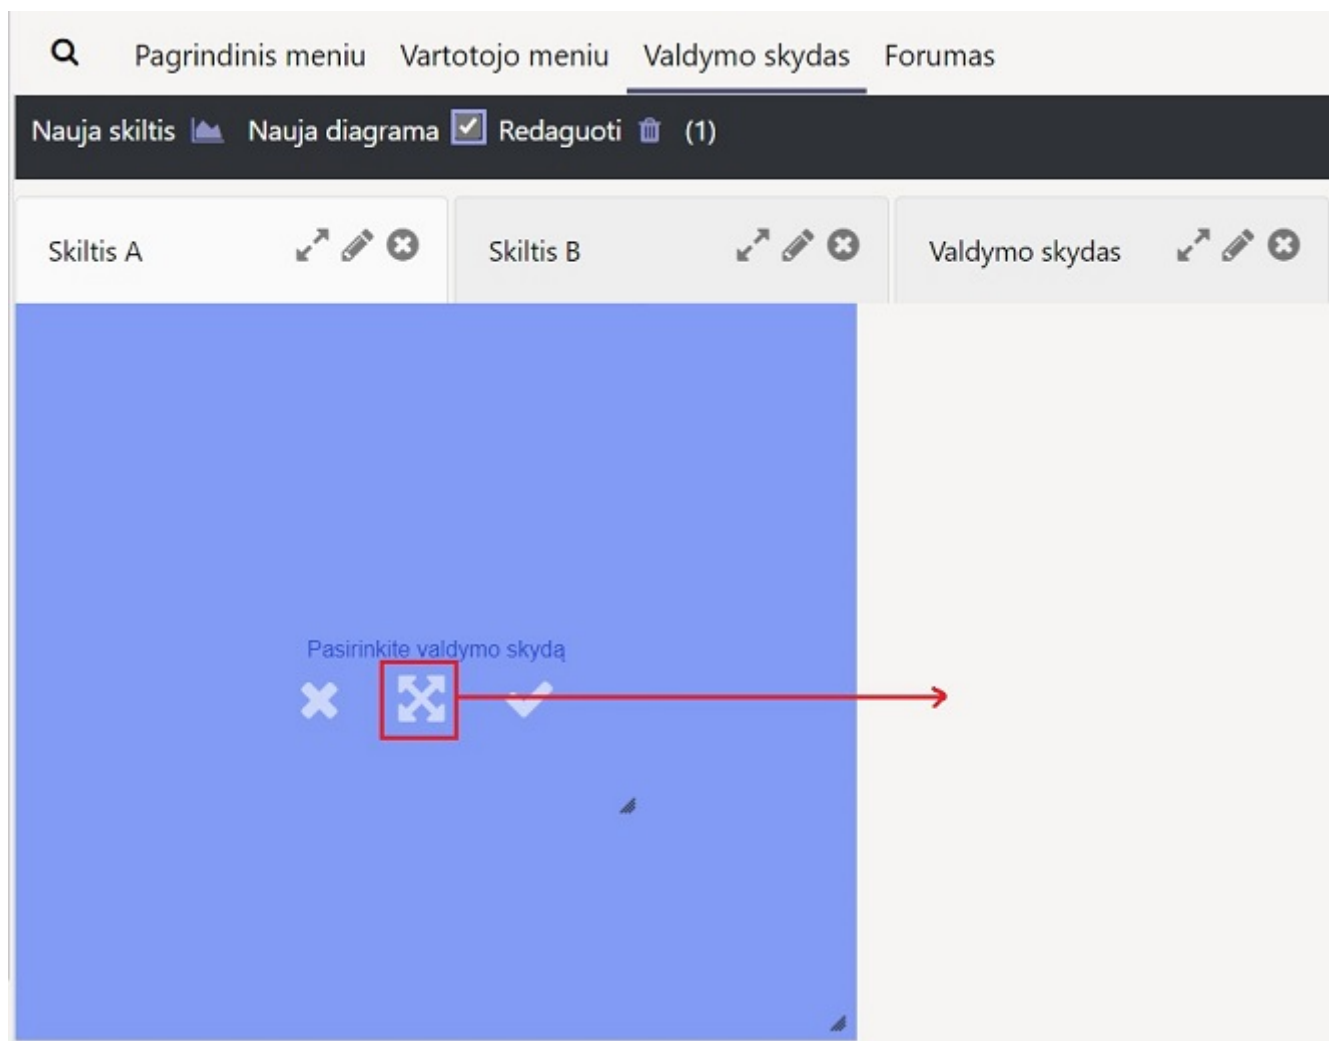 Pagrindinis meniu Vartotojo meniu Valdymo skydas Forumas
Nauja skiltis Nauja diagrama Redaguoti (1)
Skiltis A Skiltis B Valdymo skydas
Pasirinkite valdymo skydą